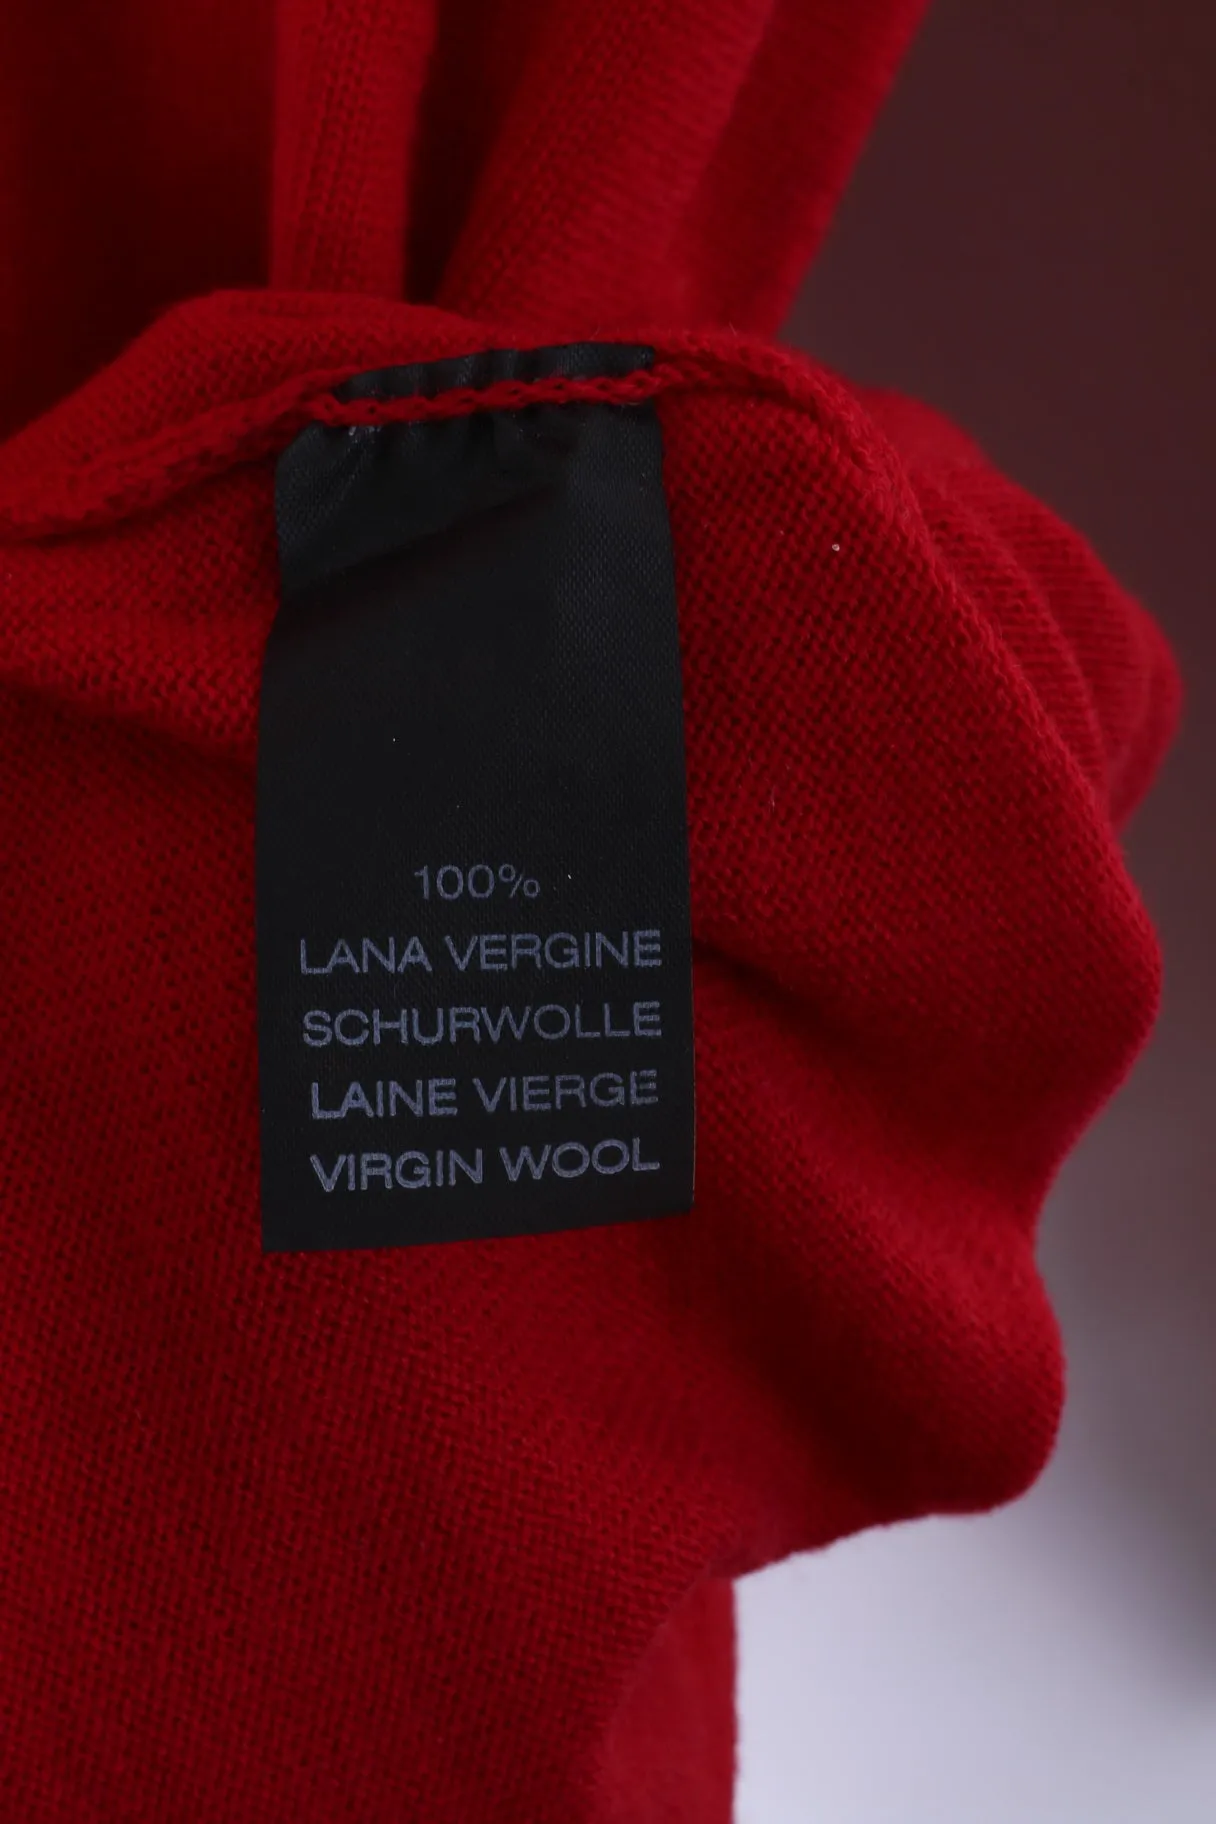 100%
LANA VERGINE
SCHURWOLLE
LAINE VIERGE
VIRGIN WOOL